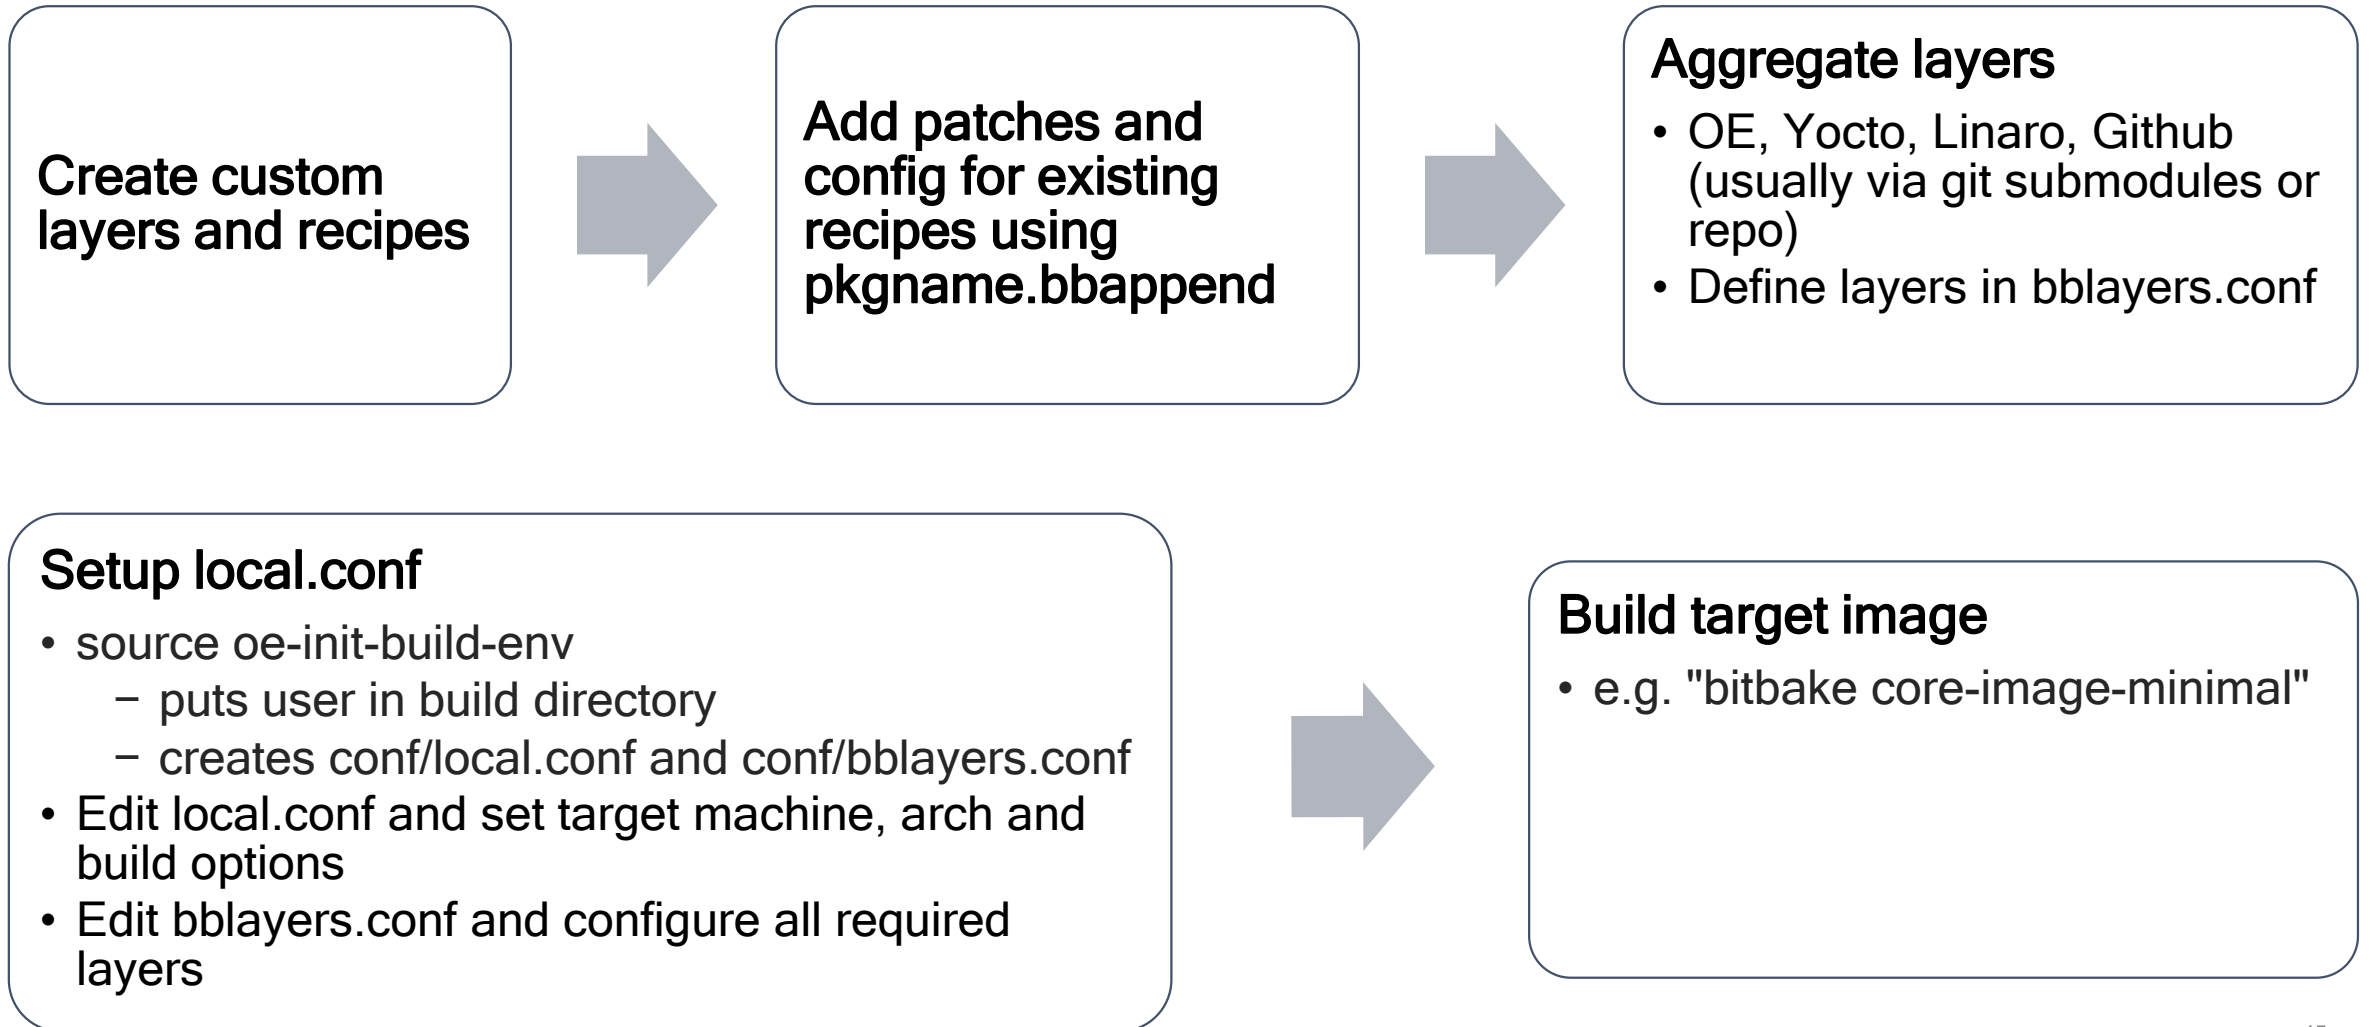 Create custom
layers and recipes
Add patches and
config for existing
recipes using
pkgname.bbappend
Aggregate layers
• OE, Yocto, Linaro, Github
(usually via git submodules or
repo)
• Define layers in bblayers.conf
Setup local.conf
• source oe-init-build-env
– puts user in build directory
– creates conf/local.conf and conf/bblayers.conf
• Edit local.conf and set target machine, arch and
build options
• Edit bblayers.conf and configure all required
layers
Build target image
• e.g. "bitbake core-image-minimal"